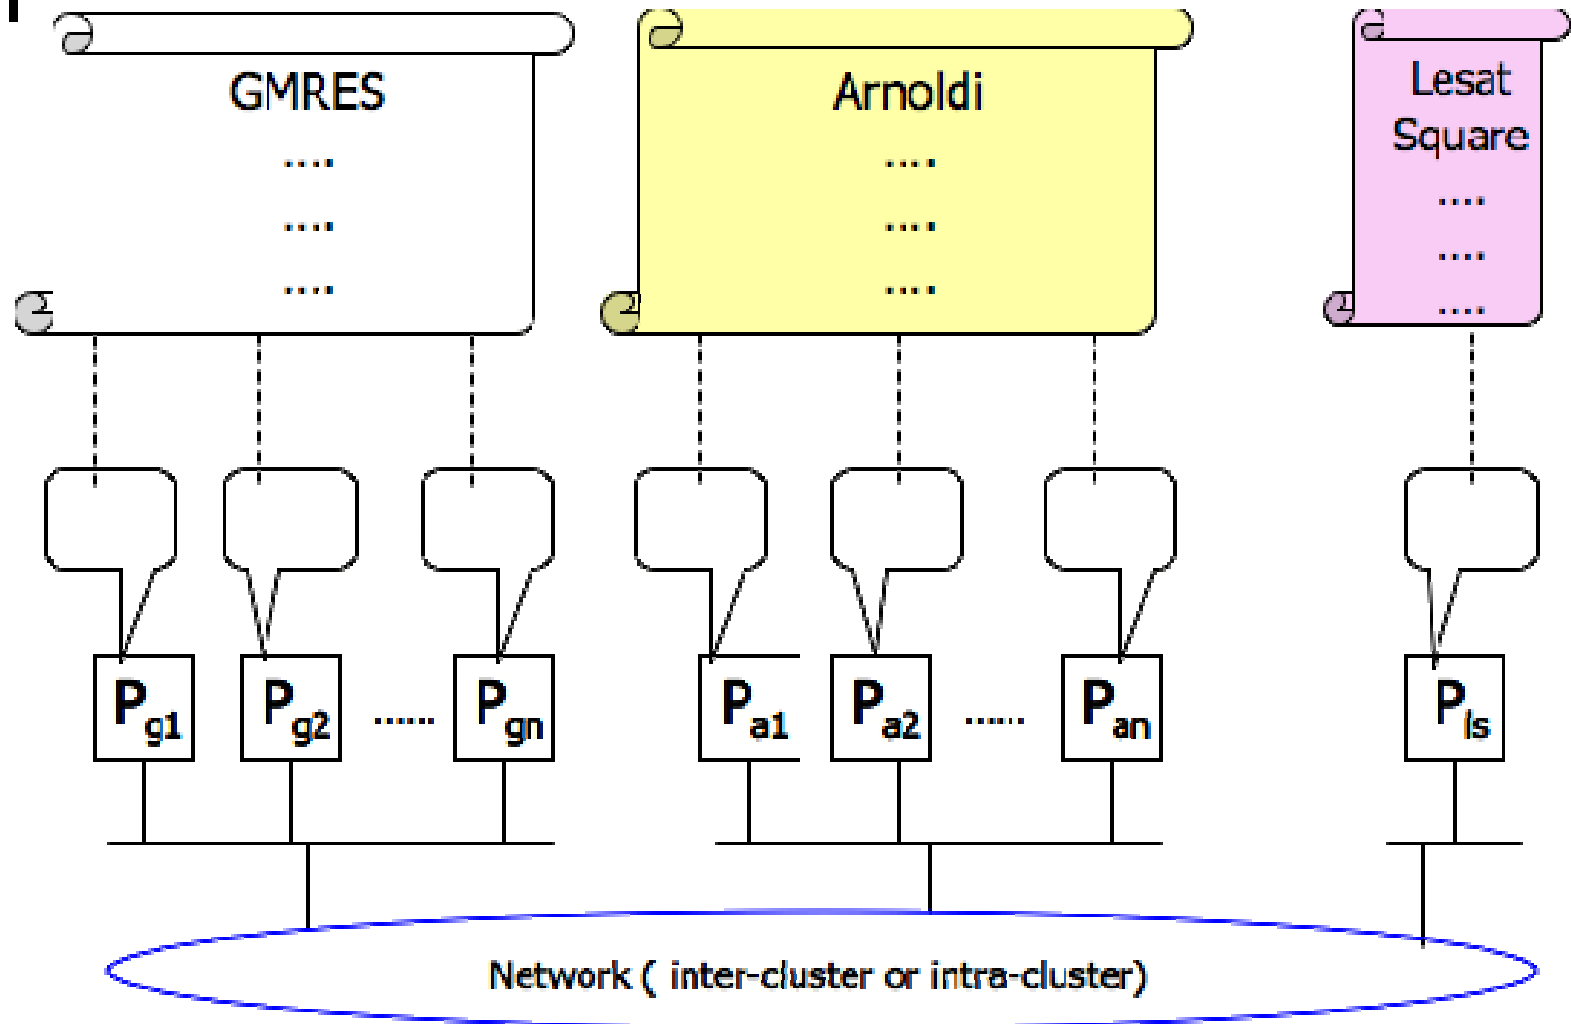 GMRES
....
....
....
Arnoldi
....
....
....
Lesat
Square
....
....
....
Pg1
Pg2
......
Pgn
Pa1
Pa2
......
Pan
Pls
Network ( inter-cluster or intra-cluster)